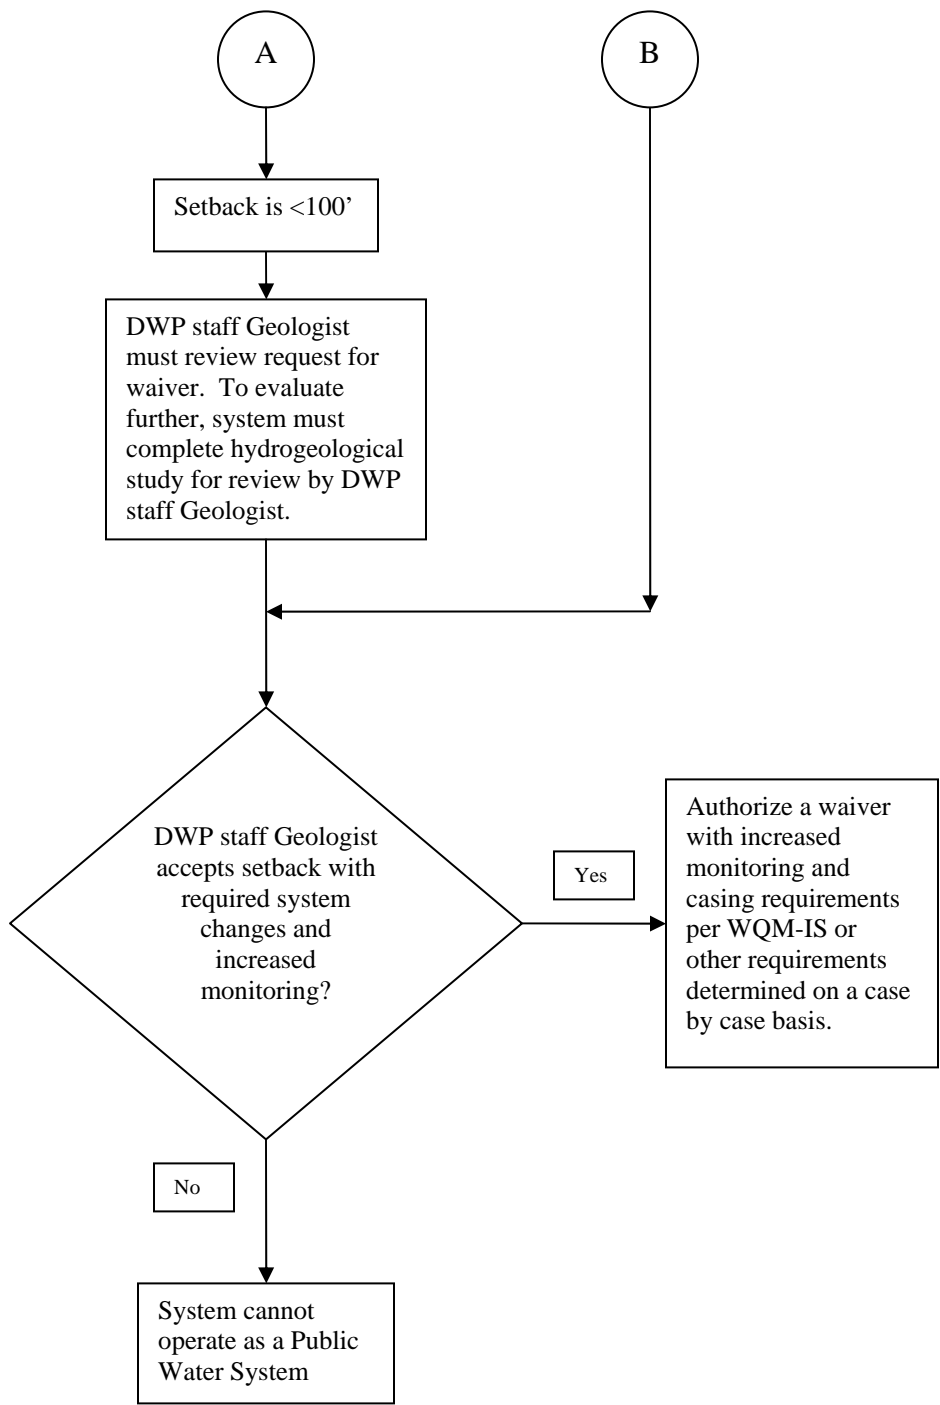 A
B
Setback is <100’
DWP staff Geologist
must review request for
waiver.  To evaluate
further, system must
complete hydrogeological
study for review by DWP
staff Geologist.
DWP staff Geologist
accepts setback with
required system
changes and
increased
monitoring?
Yes
Authorize a waiver
with increased
monitoring and
casing requirements
per WQM-IS or
other requirements
determined on a case
by case basis.
No
System cannot
operate as a Public
Water System